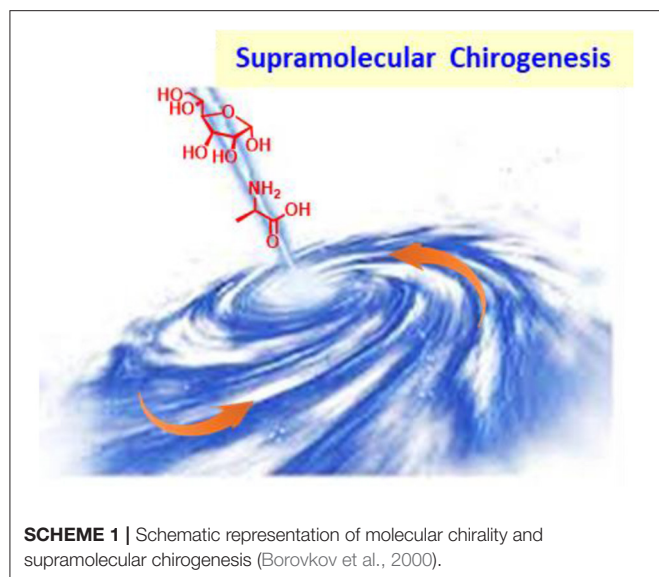 Supramolecular Chirogenesis
HO
HO
O
HO
HO
OH
NH2
OH
O
SCHEME 1 | Schematic representation of molecular chirality and
supramolecular chirogenesis (Borovkov et al., 2000).